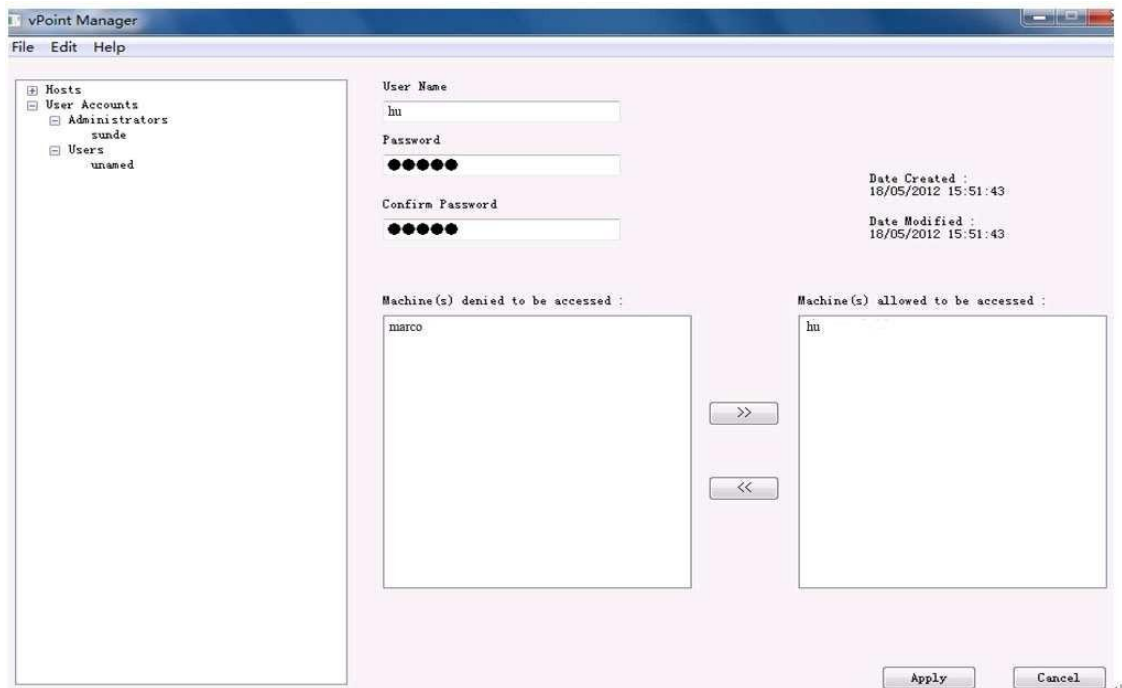 vPoint Manager
File Edit Help
Hosts
User Accounts
Administrators
sunde
Users
unamed
User Name
hu
Password
Confirm Password
Date Created :
18/05/2012 15:51:43
Date Modified :
18/05/2012 15:51:43
Machine(s) denied to be accessed :
marco
Machine(s) allowed to be accessed :
hu
>>
<<
Apply
Cancel